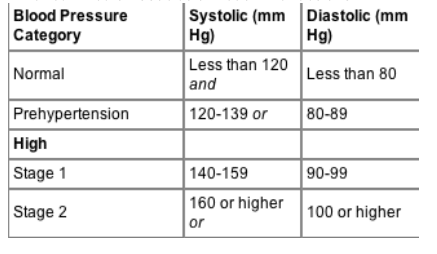 Blood Pressure Category Systolic (mm Hg) Diastolic (mm Hg)
Normal Less than 120 and Less than 80
Prehypertension 120-139 or 80-89
High
Stage 1 140-159 90-99
Stage 2 160 or higher or 100 or higher